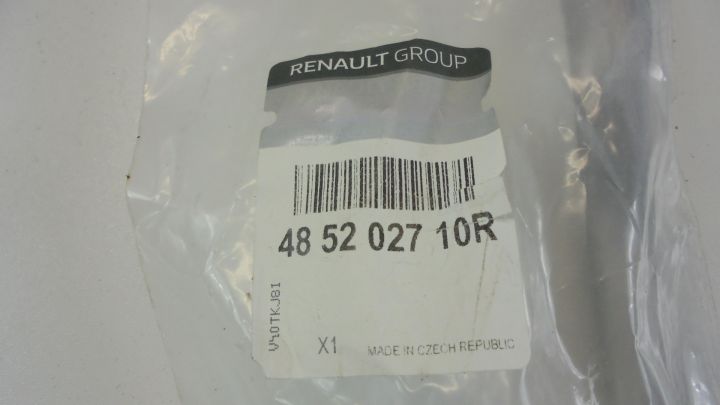 RENAULT GROUP
48 52 027 10R
V40TKJ81
X1 MADE IN CZECH REPUBLIC